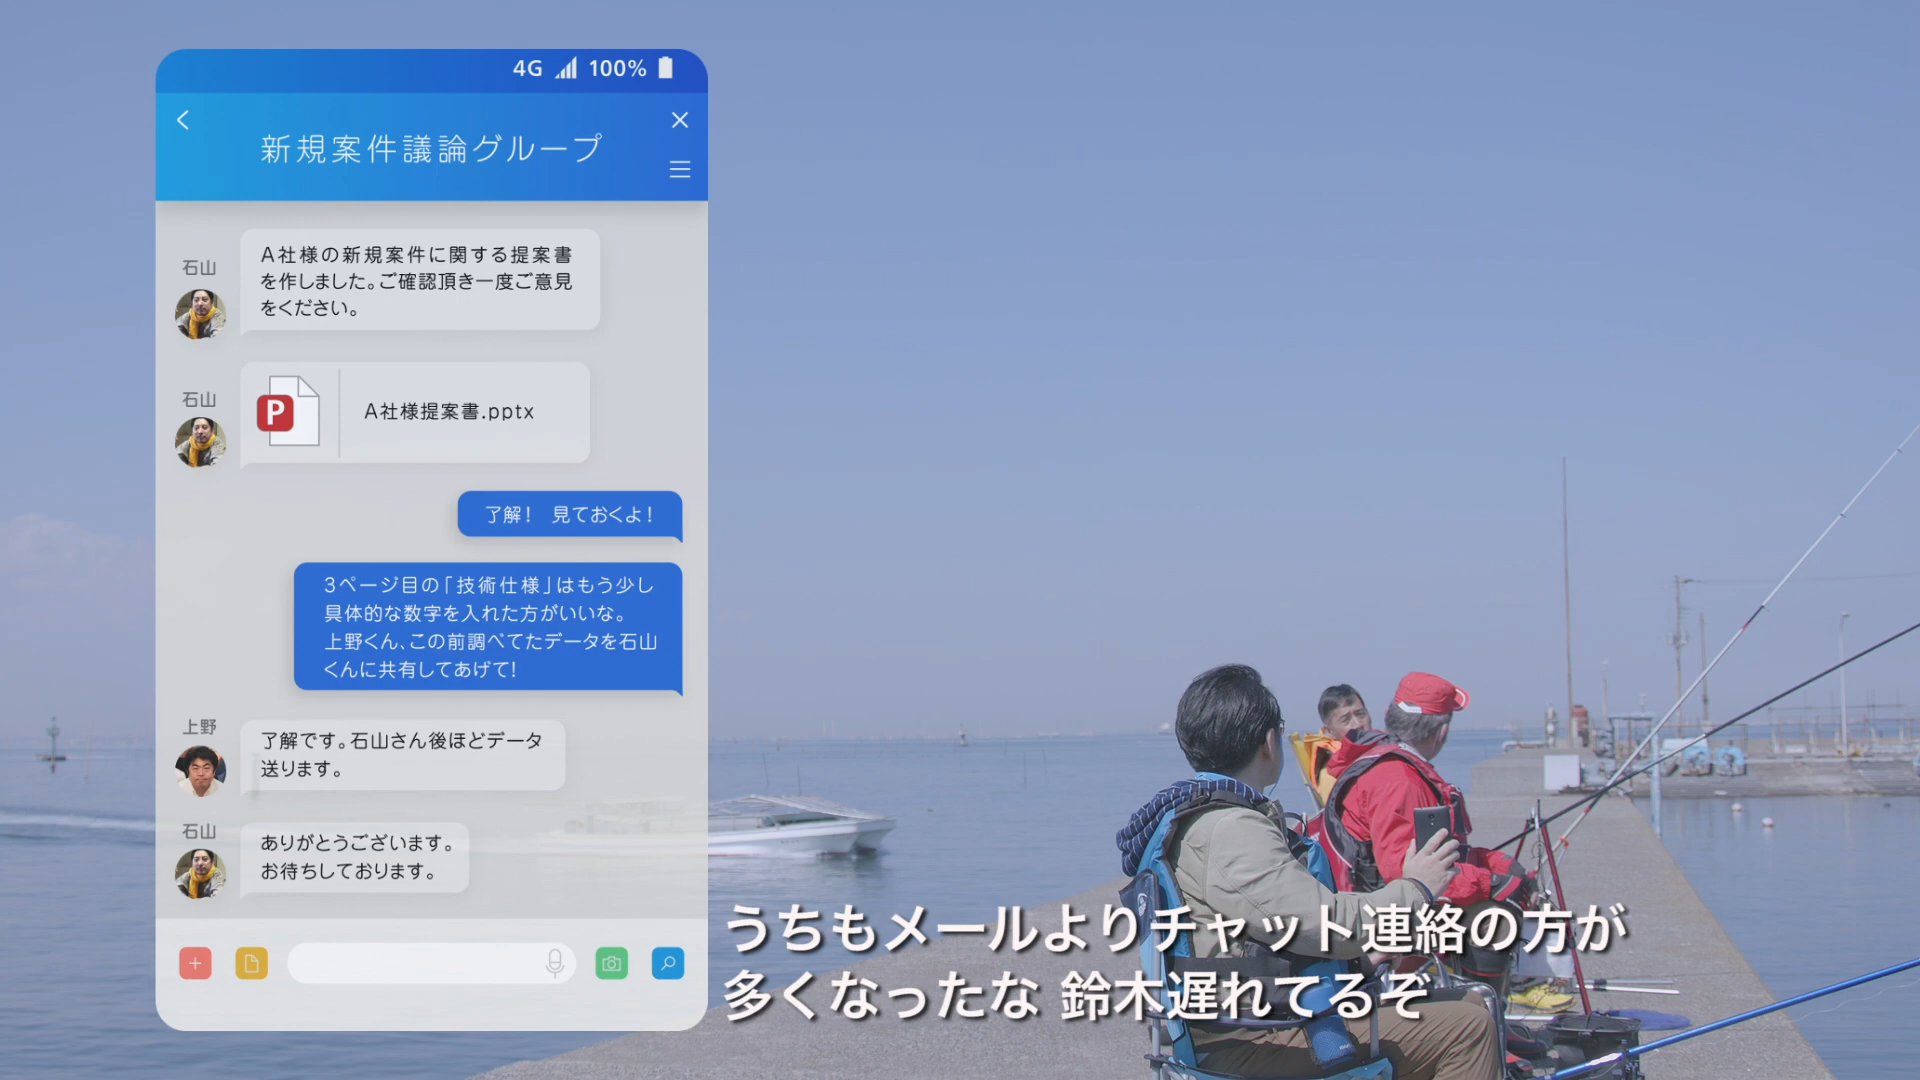 4G 100%
新規案件議論グループ
石山
A社様の新規案件に関する提案書
を作しました。ご確認頂き一度ご意見
をください。
石山
P
A社様提案書.pptx
了解! 見ておくよ!
3ページ目の「技術仕様」はもう少し
具体的な数字を入れた方がいいな。
上野くん、この前調べてたデータを石山
くんに共有してあげて!
上野
了解です。石山さん後ほどデータ
送ります。
石山
ありがとうございます。
お待ちしております。
うちもメールよりチャット連絡の方が
多くなったな 鈴木遅れてるぞ